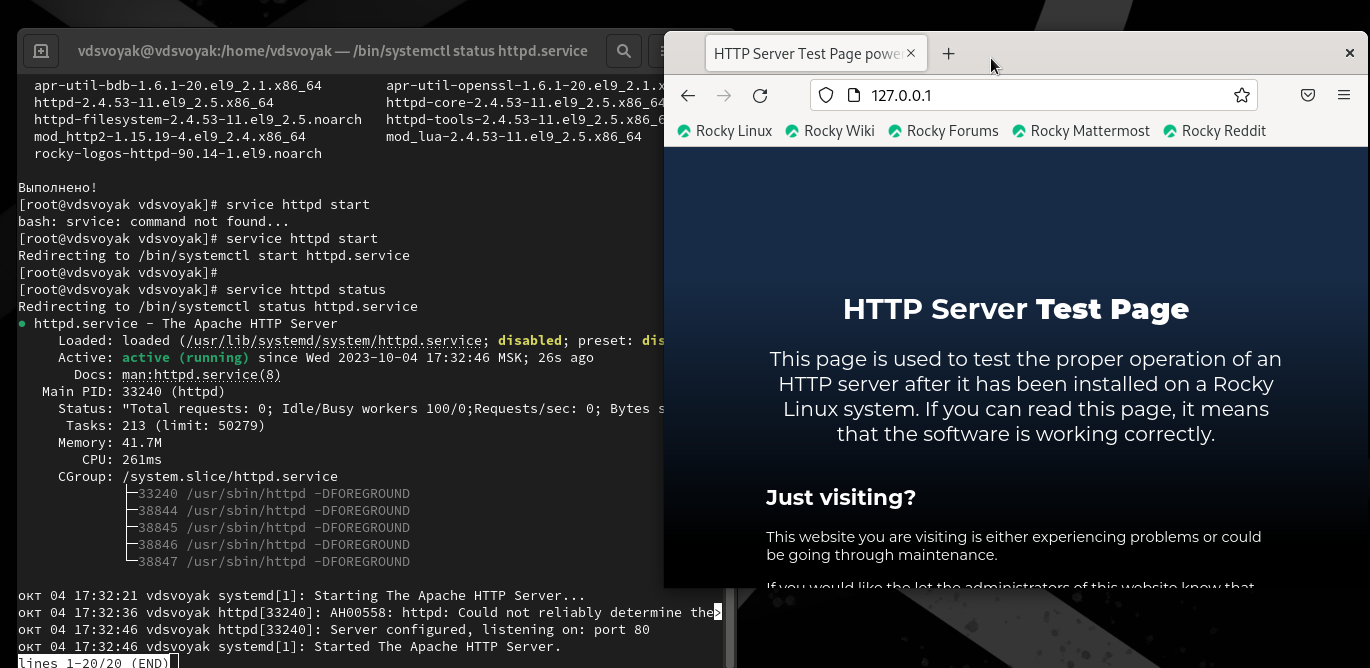 vdsvoyak@vdsvoyak:/home/vdsvoyak — /bin/systemctl status httpd.service
apr-util-bdb-1.6.1-20.el9_2.1.x86_64 apr-util-openssl-1.6.1-20.el9_2.1.x
httpd-2.4.53-11.el9_2.5.x86_64 httpd-core-2.4.53-11.el9_2.5.x86_64
httpd-filesystem-2.4.53-11.el9_2.5.noarch httpd-tools-2.4.53-11.el9_2.5.x86_6
mod_http2-1.15.19-4.el9_2.4.x86_64 mod_lua-2.4.53-11.el9_2.5.x86_64
rocky-logos-httpd-90.14-1.el9.noarch
Выполнено!
[root@vdsvoyak vdsvoyak]# srvice httpd start
bash: srvice: command not found...
[root@vdsvoyak vdsvoyak]# service httpd start
Redirecting to /bin/systemctl start httpd.service
[root@vdsvoyak vdsvoyak]#
[root@vdsvoyak vdsvoyak]# service httpd status
Redirecting to /bin/systemctl status httpd.service
● httpd.service - The Apache HTTP Server
Loaded: loaded (/usr/lib/systemd/system/httpd.service; disabled; preset: dis
Active: active (running) since Wed 2023-10-04 17:32:46 MSK; 26s ago
Docs: man:httpd.service(8)
Main PID: 33240 (httpd)
Status: "Total requests: 0; Idle/Busy workers 100/0;Requests/sec: 0; Bytes s
Tasks: 213 (limit: 50279)
Memory: 41.7M
CPU: 261ms
CGroup: /system.slice/httpd.service
├─33240 /usr/sbin/httpd -DFOREGROUND
├─38844 /usr/sbin/httpd -DFOREGROUND
├─38845 /usr/sbin/httpd -DFOREGROUND
├─38846 /usr/sbin/httpd -DFOREGROUND
└─38847 /usr/sbin/httpd -DFOREGROUND
окт 04 17:32:21 vdsvoyak systemd[1]: Starting The Apache HTTP Server...
окт 04 17:32:36 vdsvoyak httpd[33240]: AH00558: httpd: Could not reliably determine the>
окт 04 17:32:46 vdsvoyak httpd[33240]: Server configured, listening on: port 80
окт 04 17:32:46 vdsvoyak systemd[1]: Started The Apache HTTP Server.
lines 1-20/20 (END)
HTTP Server Test Page powe
127.0.0.1
Rocky Linux Rocky Wiki Rocky Forums Rocky Mattermost Rocky Reddit
HTTP Server Test Page
This page is used to test the proper operation of an
HTTP server after it has been installed on a Rocky
Linux system. If you can read this page, it means
that the software is working correctly.
Just visiting?
This website you are visiting is either experiencing problems or could
be going through maintenance.
If you would like the let the administrators of this website know that